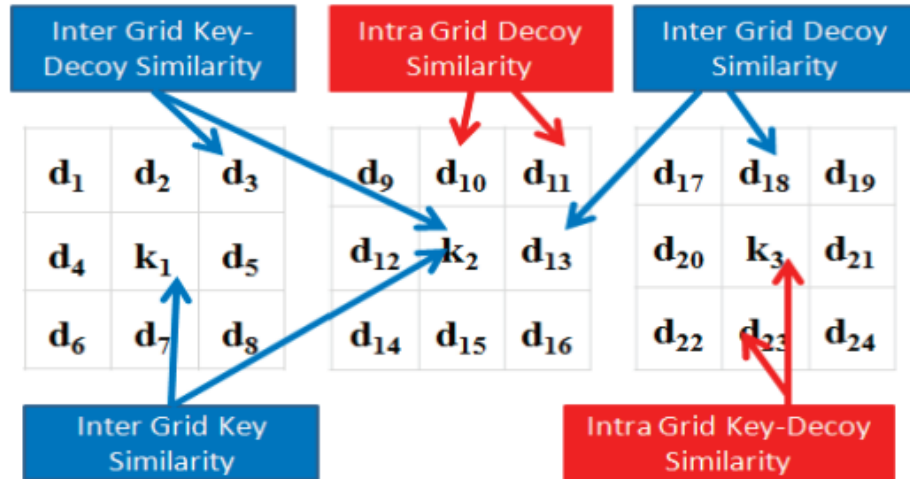 Inter Grid Key-
Decoy Similarity
Intra Grid Decoy
Similarity
Inter Grid Decoy
Similarity
d₁ d₂ d₃
d₄ k₁ d₅
d₆ d₇ d₈
d₉ d₁₀ d₁₁
d₁₂ k₂ d₁₃
d₁₄ d₁₅ d₁₆
d₁₇ d₁₈ d₁₉
d₂₀ k₃ d₂₁
d₂₂ d₂₃ d₂₄
Inter Grid Key
Similarity
Intra Grid Key-Decoy
Similarity